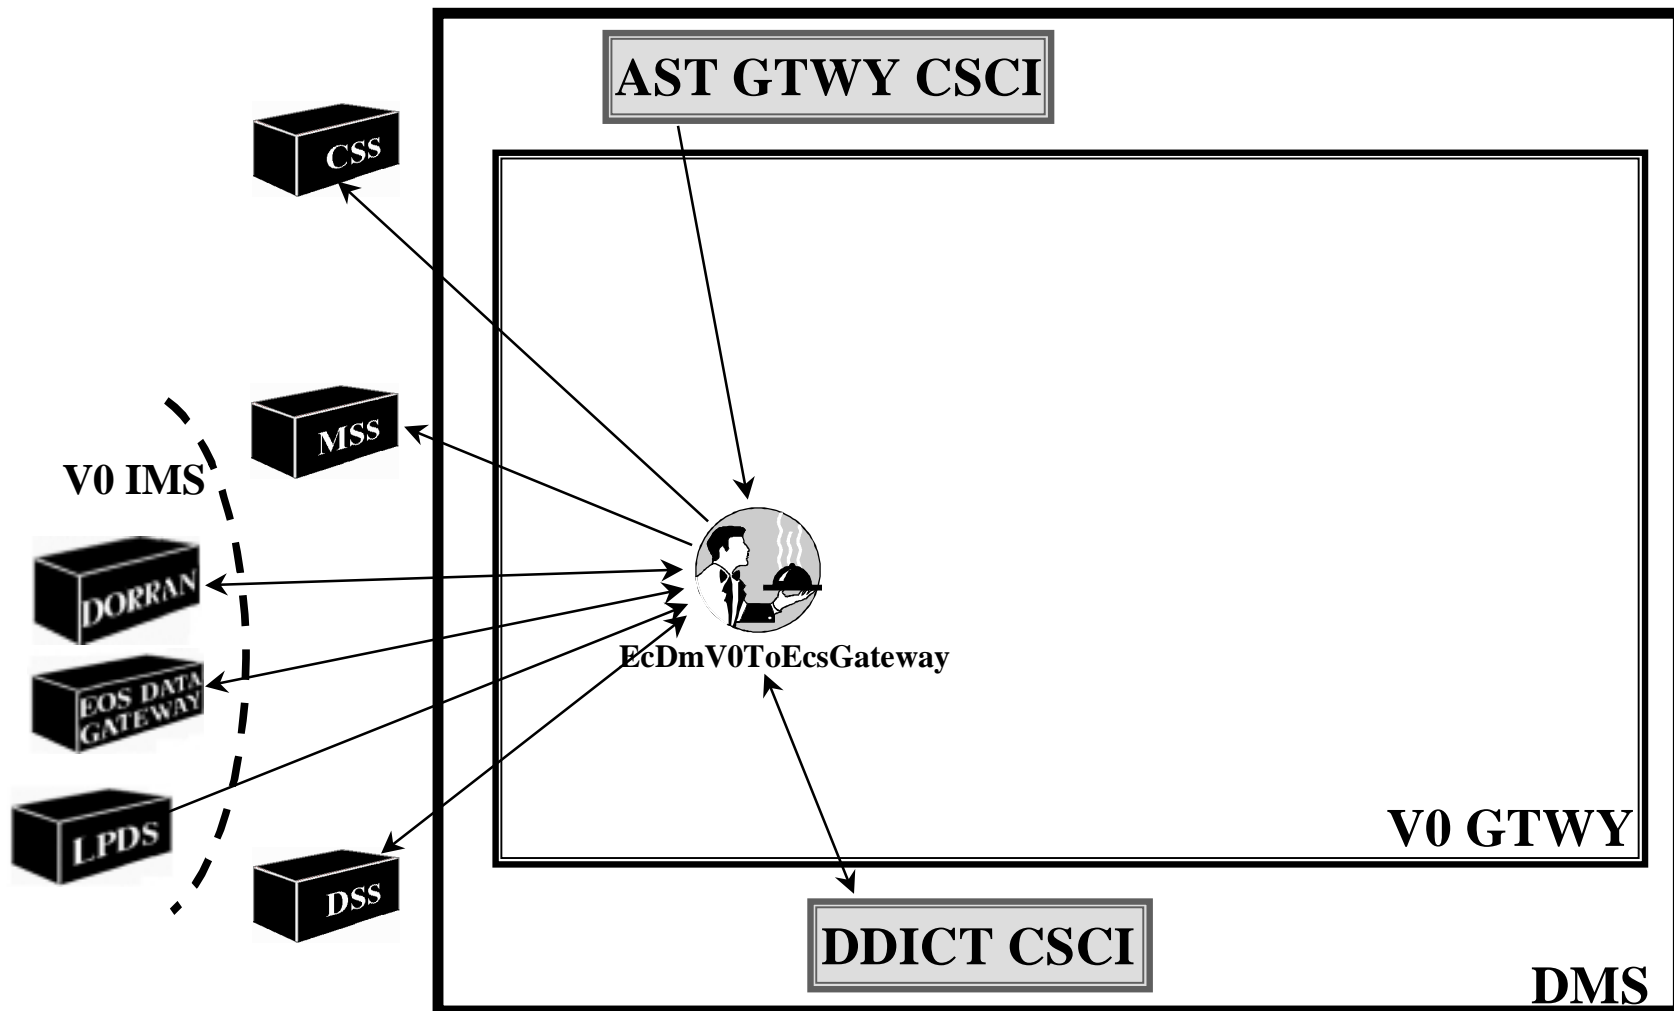 AST GTWY CSCI
CSS
MSS
V0 IMS
DORRAN
EcDmV0ToEcsGateway
EOS DATA
GATEWAY
LPDS
V0 GTWY
DSS
DDICT CSCI
DMS